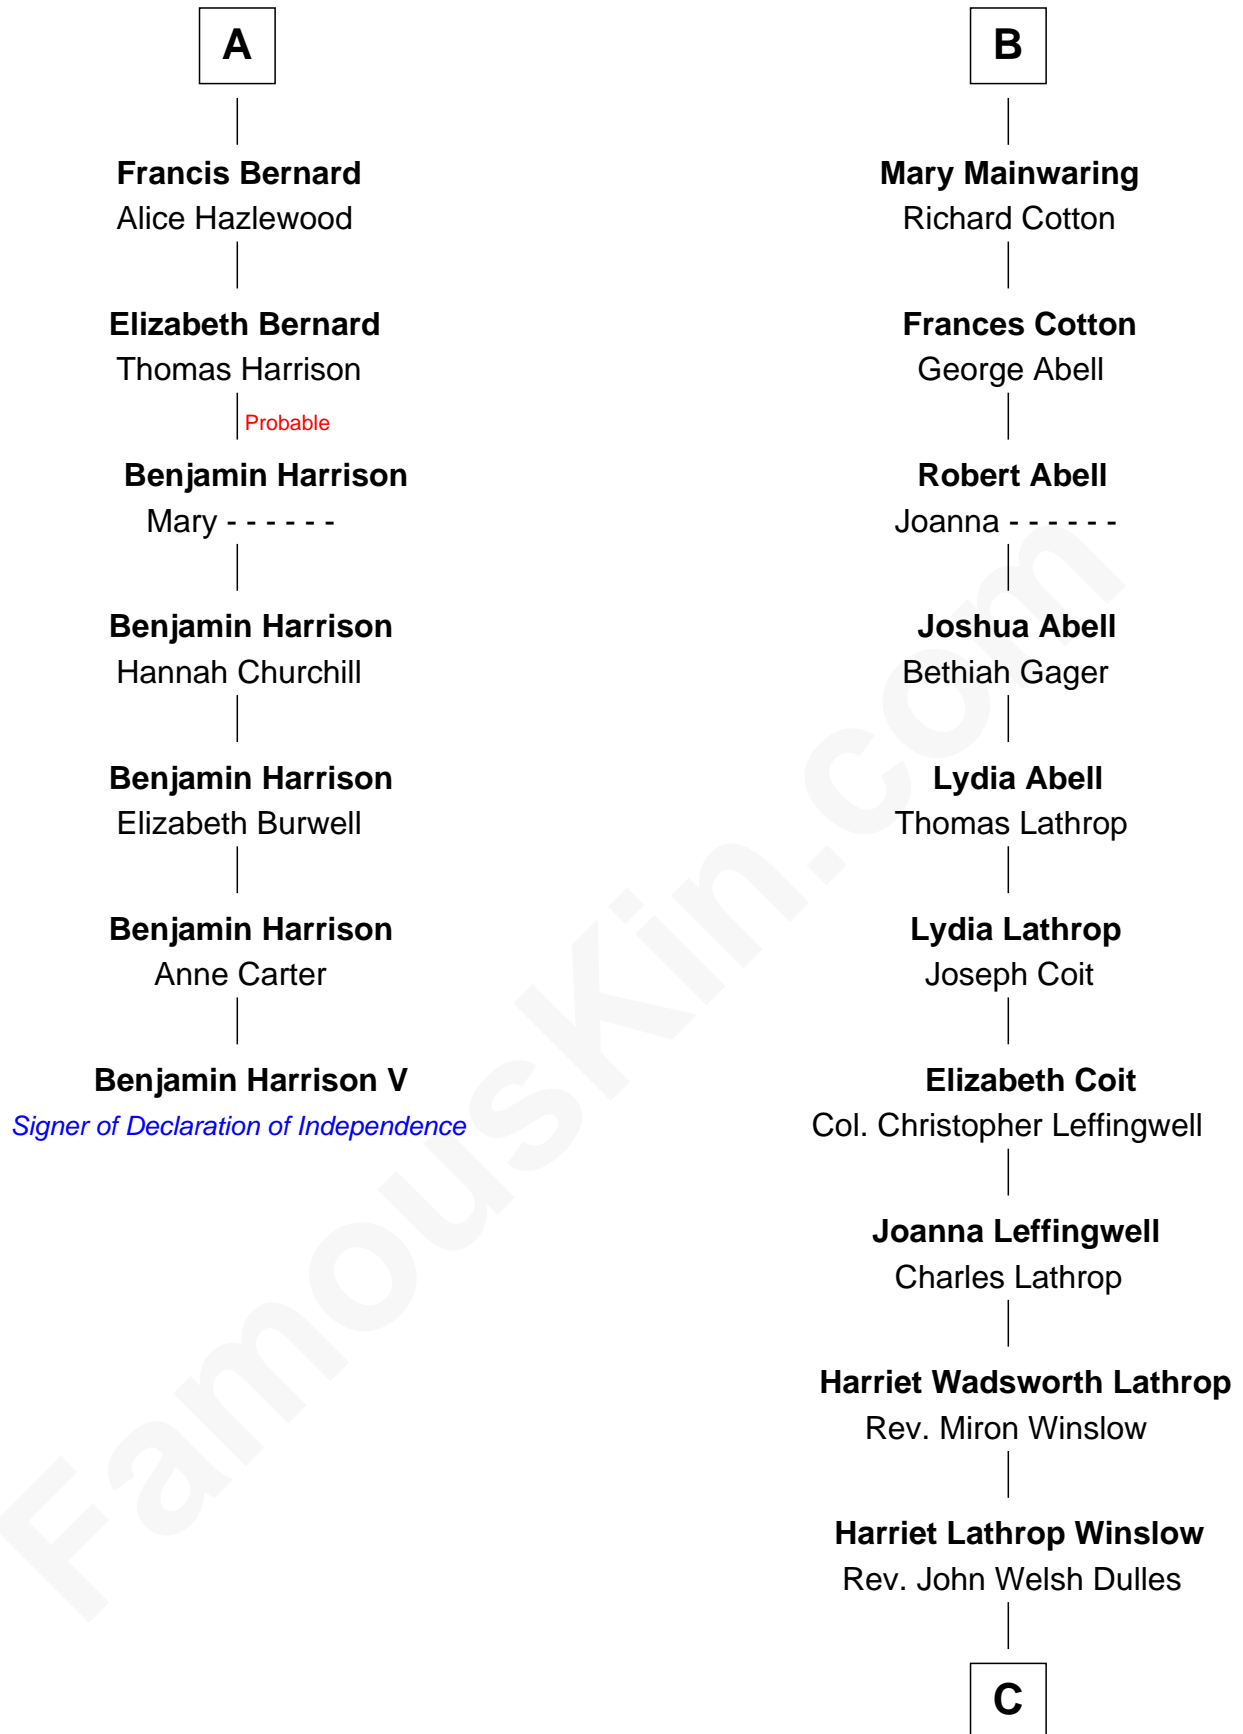 A
Francis Bernard
Alice Hazlewood
Elizabeth Bernard
Thomas Harrison
Probable
Benjamin Harrison
Mary - - - - - -
Benjamin Harrison
Hannah Churchill
Benjamin Harrison
Elizabeth Burwell
Benjamin Harrison
Anne Carter
Benjamin Harrison V
Signer of Declaration of Independence
B
Mary Mainwaring
Richard Cotton
Frances Cotton
George Abell
Robert Abell
Joanna - - - - - -
Joshua Abell
Bethiah Gager
Lydia Abell
Thomas Lathrop
Lydia Lathrop
Joseph Coit
Elizabeth Coit
Col. Christopher Leffingwell
Joanna Leffingwell
Charles Lathrop
Harriet Wadsworth Lathrop
Rev. Miron Winslow
Harriet Lathrop Winslow
Rev. John Welsh Dulles
C
FamousKin.com